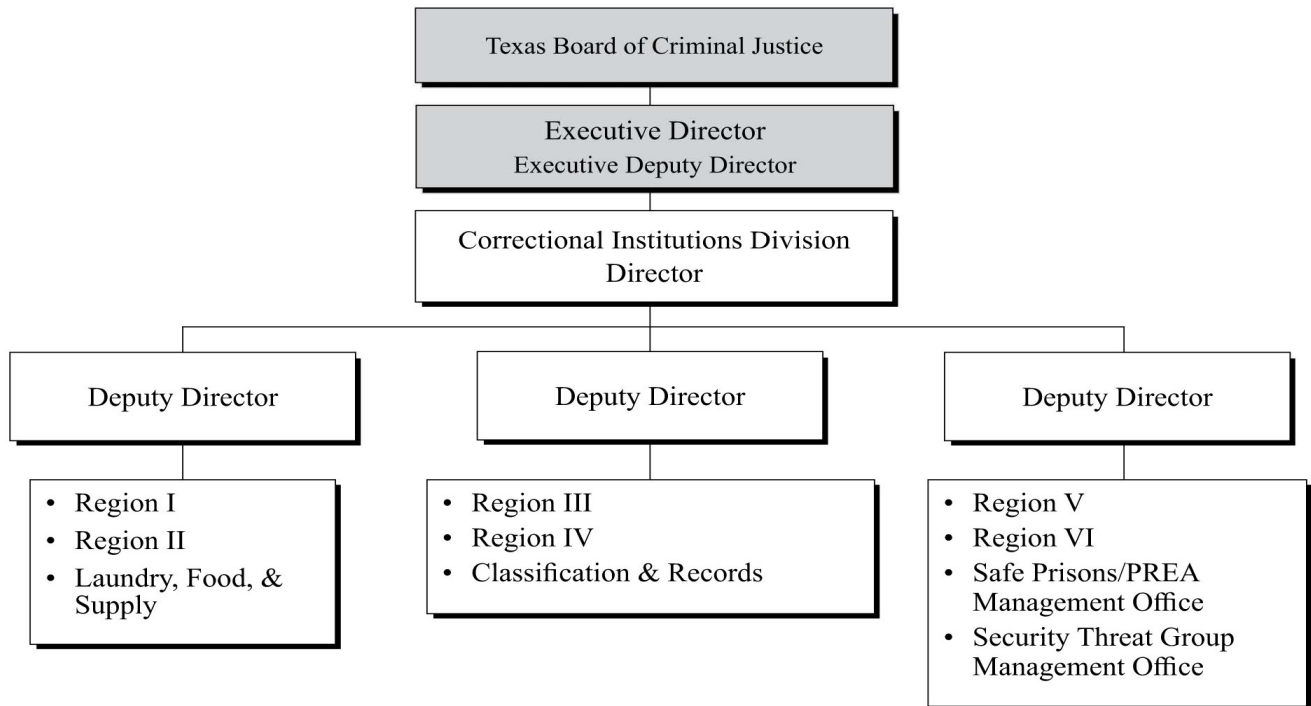 Texas Board of Criminal Justice
Executive Director
Executive Deputy Director
Correctional Institutions Division
Director
Deputy Director
Deputy Director
Deputy Director
• Region I
• Region II
• Laundry, Food, &
Supply
• Region III
• Region IV
• Classification & Records
• Region V
• Region VI
• Safe Prisons/PREA
Management Office
• Security Threat Group
Management Office